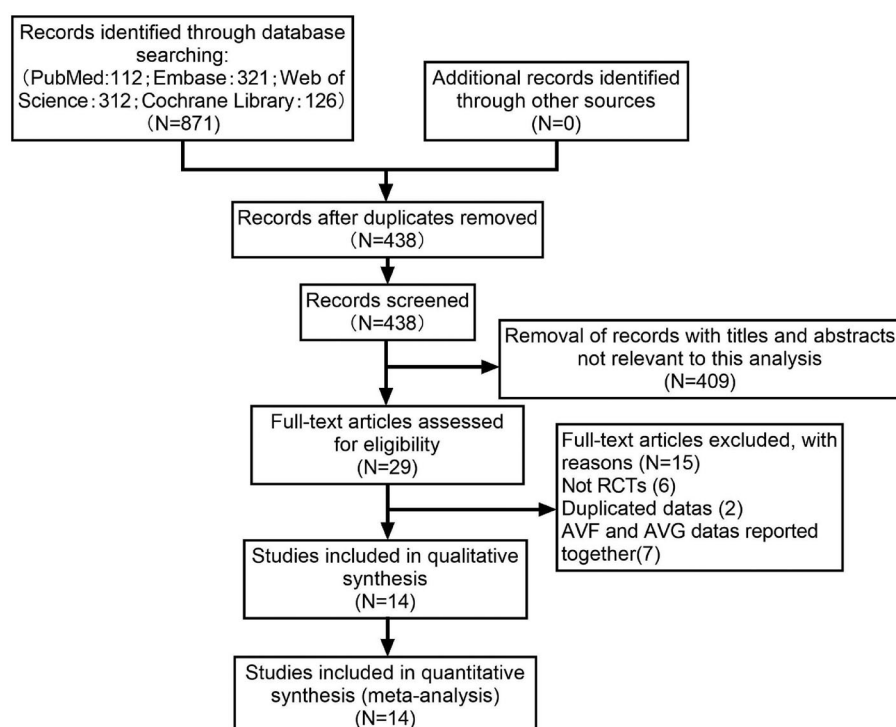 Records identified through database
searching:
（PubMed:112；Embase：321；Web of
Science：312；Cochrane Library：126）
(N=871)
Additional records identified
through other sources
(N=0)
Records after duplicates removed
（N=438）
Records screened
（N=438）
Removal of records with titles and abstracts
not relevant to this analysis
(N=409)
Full-text articles assessed
for eligibility
(N=29)
Full-text articles excluded, with
reasons (N=15)
Not RCTs (6)
Duplicated datas (2)
AVF and AVG datas reported
together(7)
Studies included in qualitative
synthesis
(N=14)
Studies included in quantitative
synthesis (meta-analysis)
(N=14)